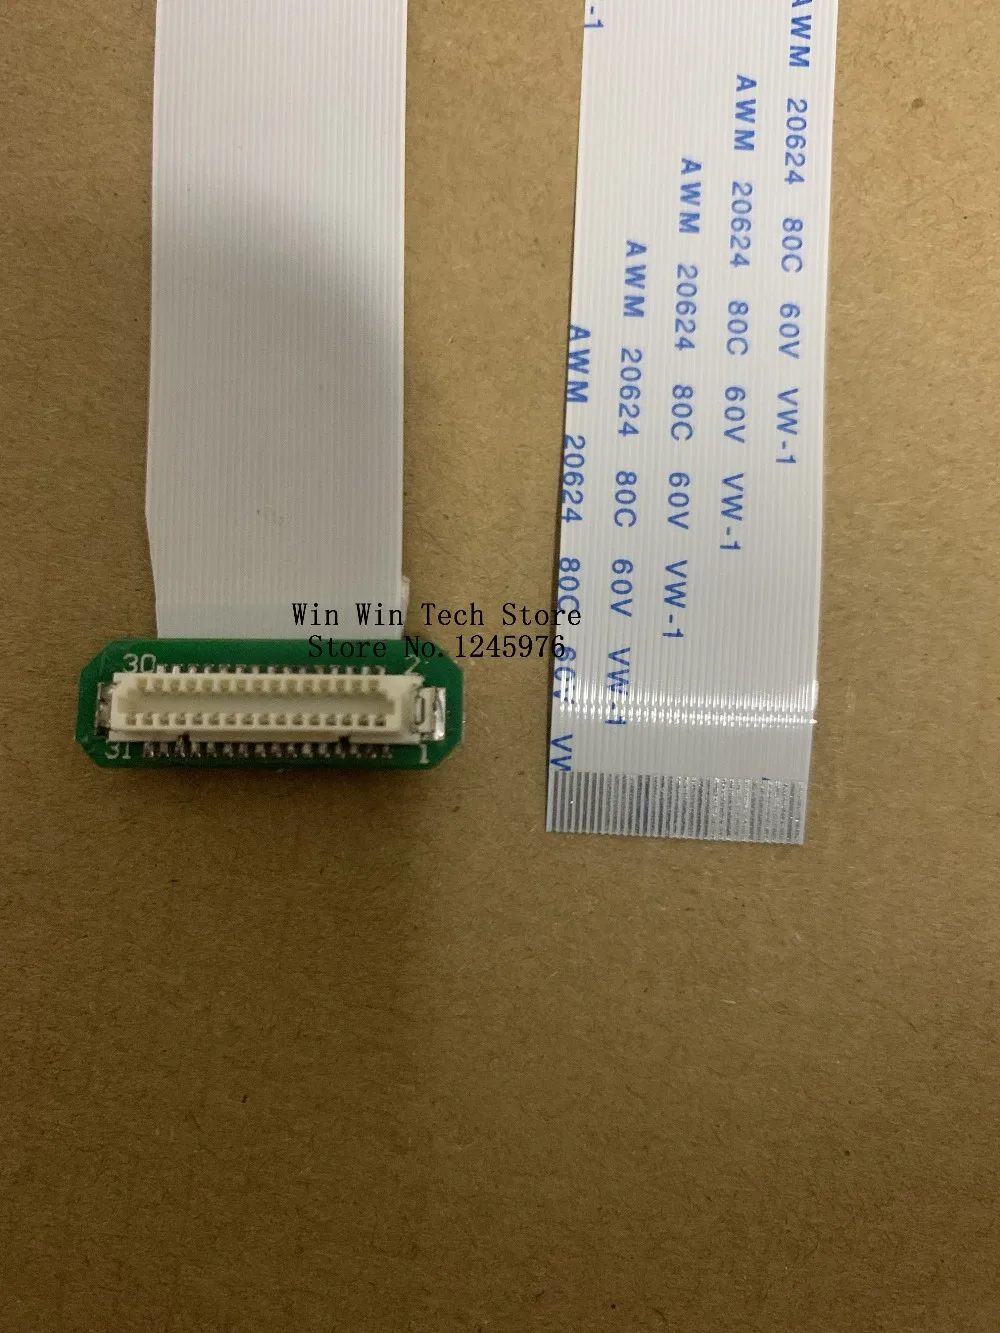 -1
AWM 20624 80C 60V VW-1
AWM 20624 80C 60V VW-1
AWM 20624 80C 60V VW-1
AWM 20624 80C 60V VW-1
AWM 20624 80C 60V VW
Win Win Tech Store
Store No.1245976
30
2
31
1